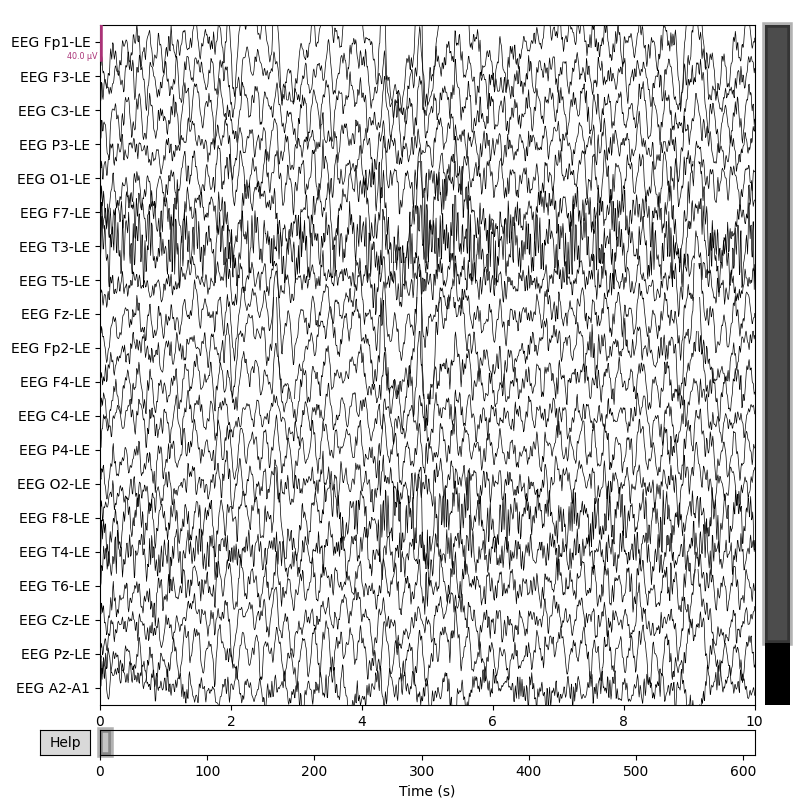 EEG Fp1-LE
40.0 µV
EEG F3-LE
EEG C3-LE
EEG P3-LE
EEG O1-LE
EEG F7-LE
EEG T3-LE
EEG T5-LE
EEG Fz-LE
EEG Fp2-LE
EEG F4-LE
EEG C4-LE
EEG P4-LE
EEG O2-LE
EEG F8-LE
EEG T4-LE
EEG T6-LE
EEG Cz-LE
EEG Pz-LE
EEG A2-A1
0 2 4 6 8 10
Help
0 100 200 300 400 500 600
Time (s)